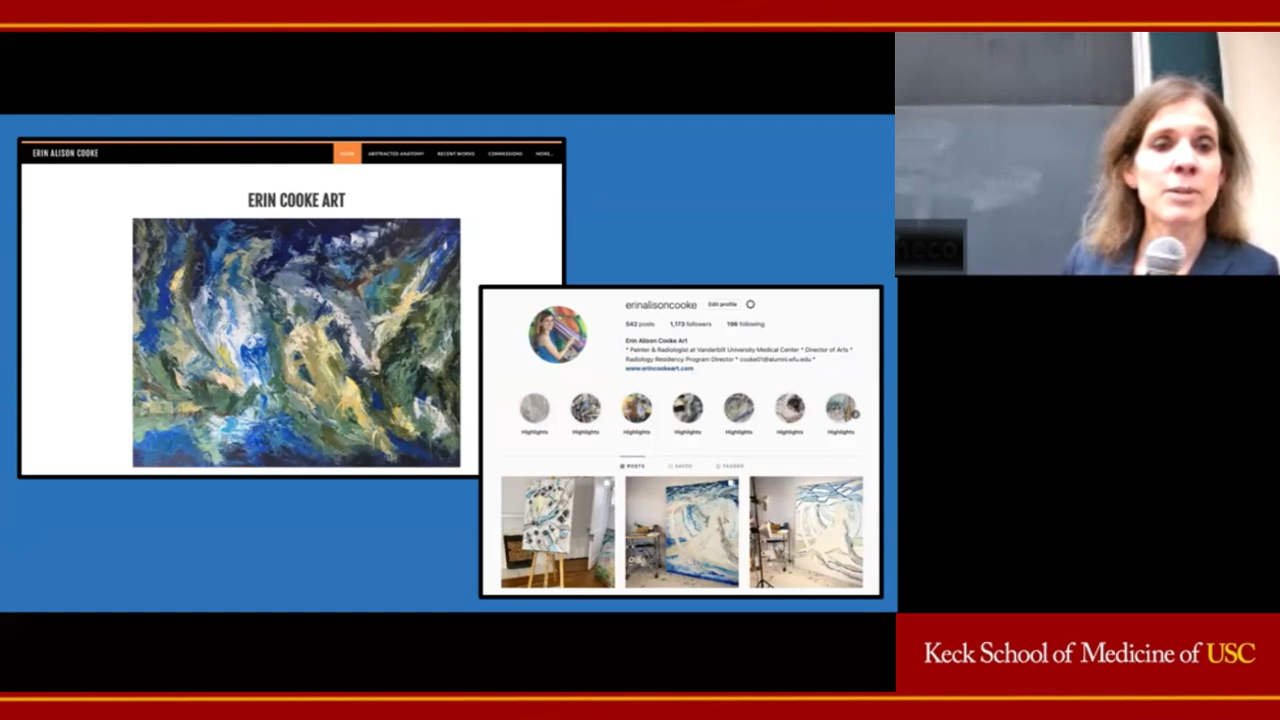 ERIN ALISON COOKE
HOME ABSTRACTED ANATOMY RECENT WORKS COMMISSIONS MORE...
ERIN COOKE ART
erinalisoncooke Edit profile
542 posts 1,173 followers 198 following
Erin Alison Cooke Art
* Painter & Radiologist at Vanderbilt University Medical Center * Director of Arts *
Radiology Residency Program Director * cooke01@alumni.wfu.edu *
www.erincookeart.com
Highlights Highlights Highlights Highlights Highlights Highlights Highlights
POSTS SAVED TAGGED
heco
Keck School of Medicine of USC